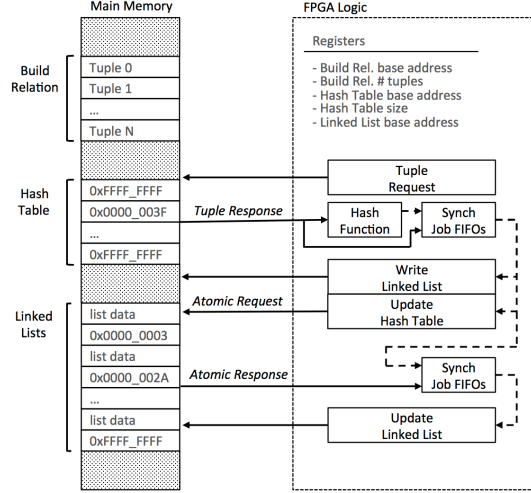 Main Memory
FPGA Logic
Build
Relation
Tuple 0
Tuple 1
...
Tuple N
Registers
- Build Rel. base address
- Build Rel. # tuples
- Hash Table base address
- Hash Table size
- Linked List base address
Hash
Table
0xFFFF_FFFF
0x0000_003F
...
0xFFFF_FFFF
Tuple
Request
Tuple Response
Hash
Function
Synch
Job FIFOs
Write
Linked List
Atomic Request
Update
Hash Table
Linked
Lists
list data
0x0000_0003
list data
0x0000_002A
...
list data
0xFFFF_FFFF
Atomic Response
Synch
Job FIFOs
Update
Linked List